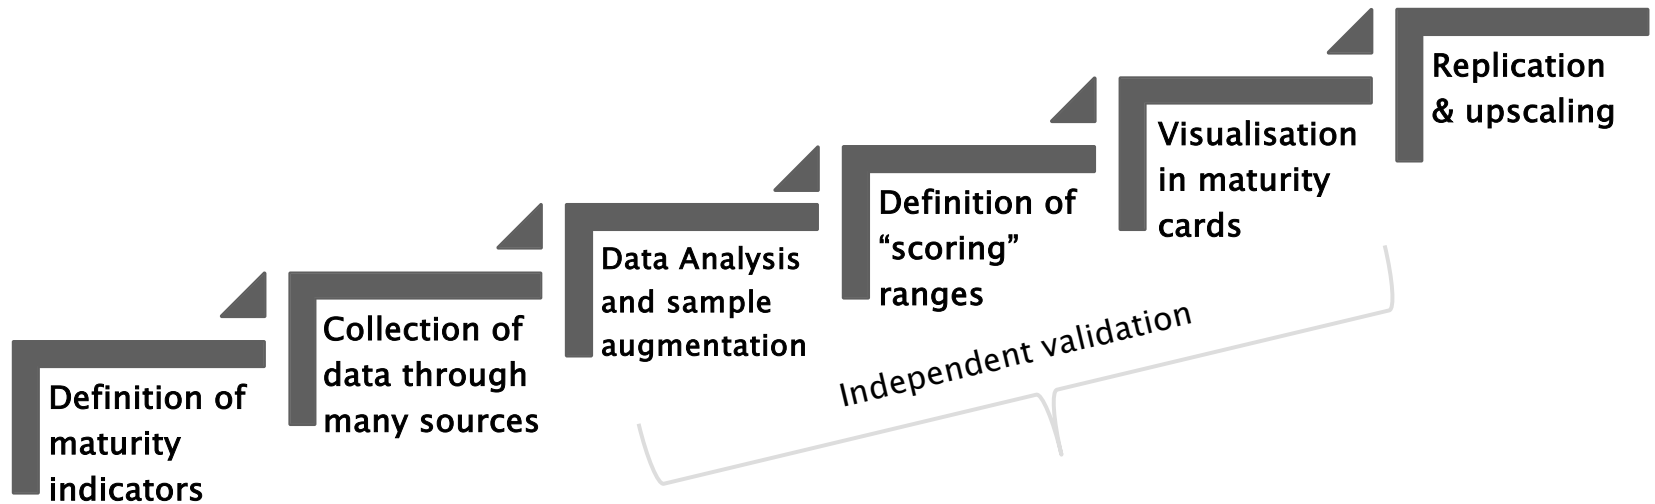 Definition of
maturity
indicators
Collection of
data through
many sources
Data Analysis
and sample
augmentation
Definition of
“scoring”
ranges
Visualisation
in maturity
cards
Replication
& upscaling
Independent validation